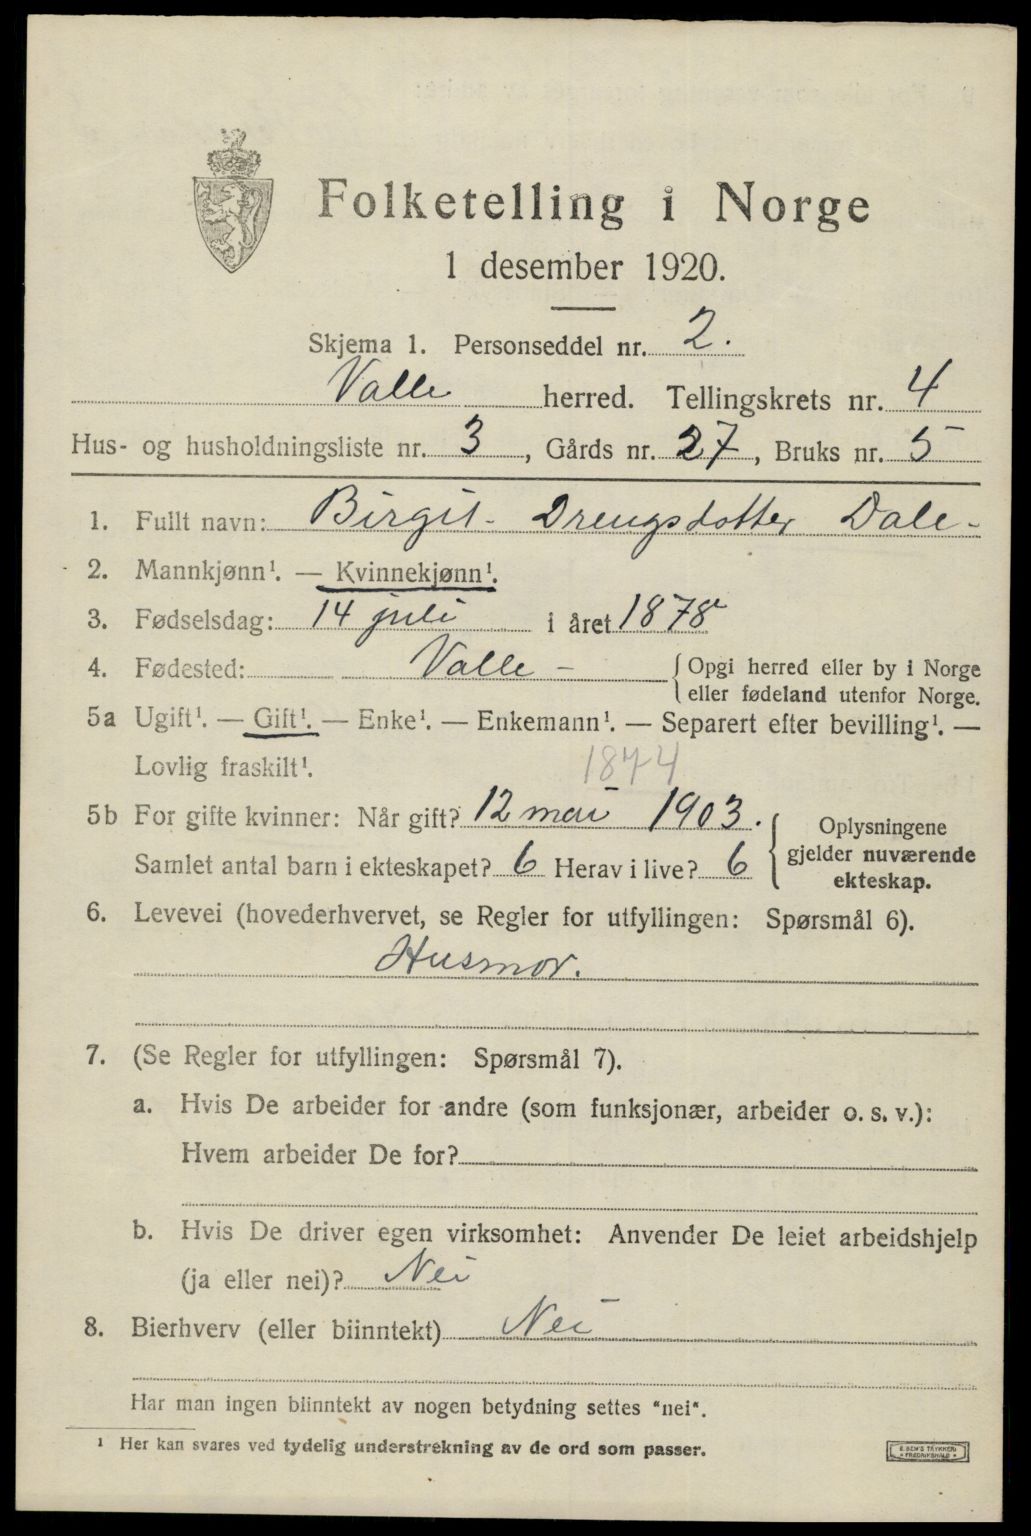 Folketelling i Norge
1 desember 1920.
Skjema 1. Personseddel nr. 2.
Valle herred. Tellingskrets nr. 4
Hus- og husholdningsliste nr. 3, Gårds nr. 27, Bruks nr. 5
1. Fullt navn: Birgit Drengsdotter Dale
2. Mannkjønn¹. — Kvinnekjønn¹.
3. Fødselsdag: 14 juli i året 1878
4. Fødested: Valle – { Opgi herred eller by i Norge
eller fødeland utenfor Norge.
5a Ugift¹. — Gift¹. — Enke¹. — Enkemann¹. — Separert efter bevilling¹. —
Lovlig fraskilt¹. 1874
5b For gifte kvinner: Når gift? 12 mai 1903. { Oplysningene
gjelder nuværende
ekteskap.
Samlet antal barn i ekteskapet? 6 Herav i live? 6
6. Levevei (hovederhvervet, se Regler for utfyllingen: Spørsmål 6).
Husmor.
7. (Se Regler for utfyllingen: Spørsmål 7).
a. Hvis De arbeider for andre (som funksjonær, arbeider o. s. v.):
Hvem arbeider De for?
b. Hvis De driver egen virksomhet: Anvender De leiet arbeidshjelp
(ja eller nei)? Nei
8. Bierhverv (eller biinntekt) Nei
Har man ingen biinntekt av nogen betydning settes "nei".
¹ Her kan svares ved tydelig understrekning av de ord som passer.
E. SEM'S TRYKKERI
FREDRIKSHALD